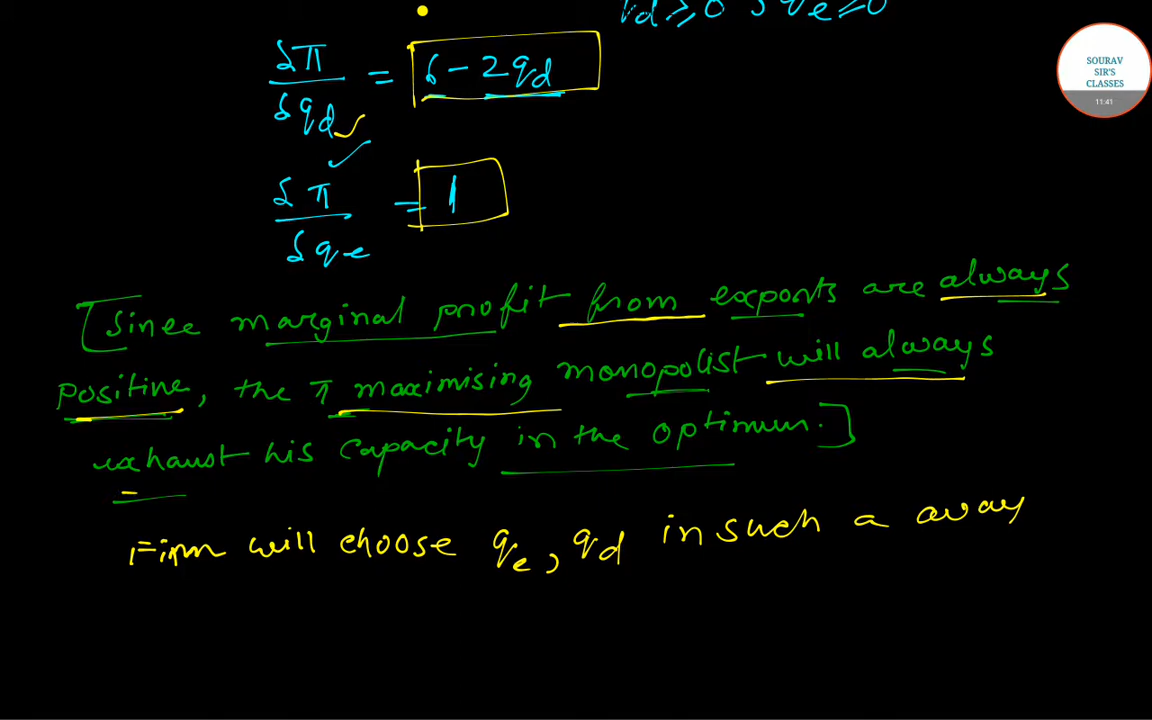 qd ≥ 0, qe ≥ 0
δπ/δqd = 6 - 2qd
δπ/δqe = 1
[Since marginal profit from exports are always
positive, the π maximising monopolist will always
exhaust his capacity in the optimum.]
Firm will choose qe, qd in such a away
SOURAV
SIR'S
CLASSES
11:41